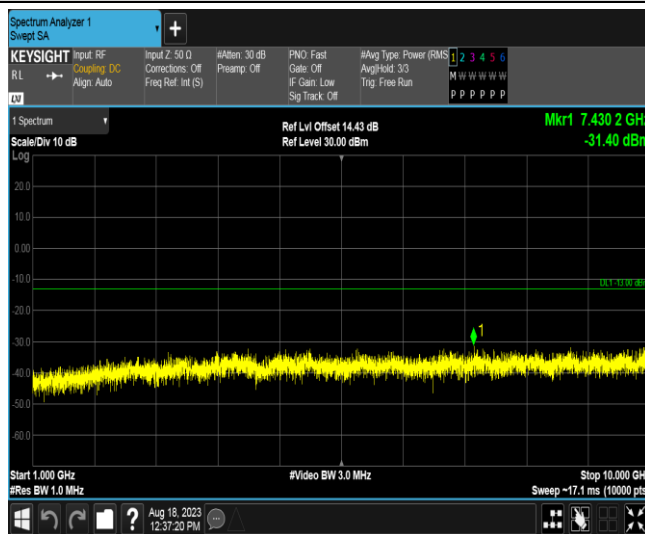 Spectrum Analyzer 1
Swept SA
KEYSIGHT
RL
LXI
Input: RF
Coupling: DC
Align: Auto
Input Z: 50 Ω
Corrections: Off
Freq Ref: Int (S)
#Atten: 30 dB
Preamp: Off
PNO: Fast
Gate: Off
IF Gain: Low
Sig Track: Off
#Avg Type: Power (RMS
Avg|Hold: 3/3
Trig: Free Run
1 2 3 4 5 6
M W W W W W
P P P P P P
1 Spectrum
Scale/Div 10 dB
Log
Ref Lvl Offset 14.43 dB
Ref Level 30.00 dBm
Mkr1 7.430 2 GHz
-31.40 dBm
20.0
10.0
0.00
-10.0
DL1 -13.00 dBm
-20.0
-30.0
1
-40.0
-50.0
-60.0
Start 1.000 GHz
#Res BW 1.0 MHz
#Video BW 3.0 MHz
Stop 10.000 GH
Sweep ~17.1 ms (10000 pts
?
Aug 18, 2023
12:37:20 PM